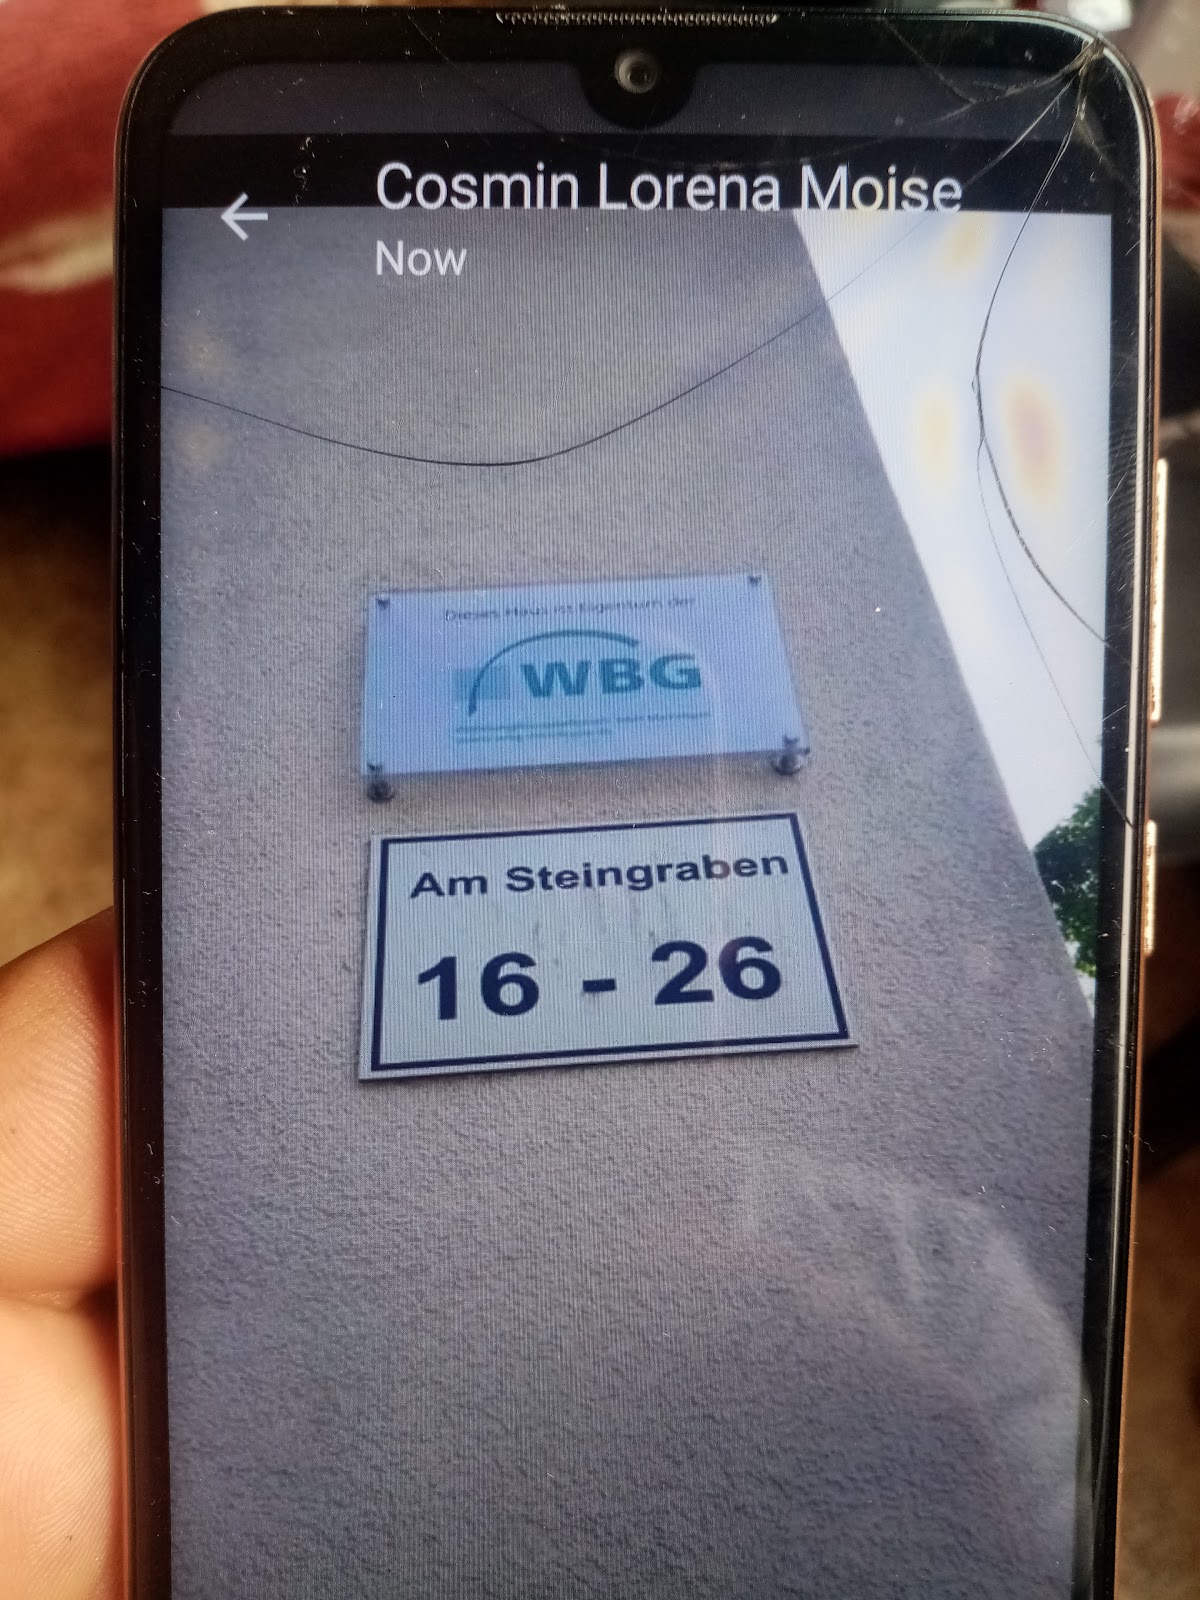 Cosmin Lorena Moise
Now
Dieses Haus ist Eigentum der
WBG
Am Steingraben
16 - 26